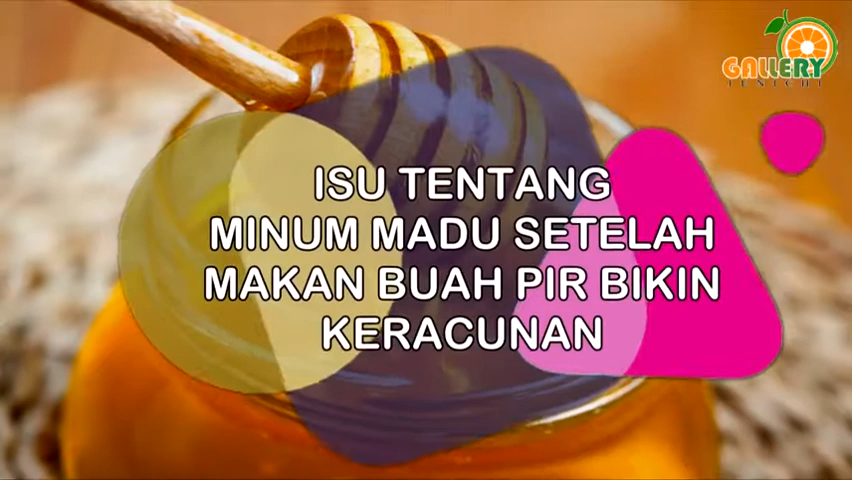 GALLERY
ISU TENTANG
MINUM MADU SETELAH
MAKAN BUAH PIR BIKIN
KERACUNAN